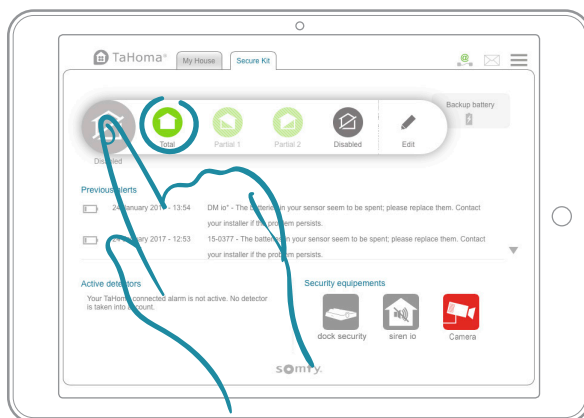 TaHoma®
My House
Secure Kit
@
Backup battery
Total
Partial 1
Partial 2
Disabled
Edit
Disabled
Previous alerts
24 January 2017 - 13:54 DM io" - The batteries in your sensor seem to be spent; please replace them. Contact
your installer if the problem persists.
24 January 2017 - 12:53 15-0377 - The batteries in your sensor seem to be spent; please replace them. Contact
your installer if the problem persists.
Active detectors
Your TaHoma connected alarm is not active. No detector
is taken into account.
Security equipements
dock security
siren io
Camera
somfy.